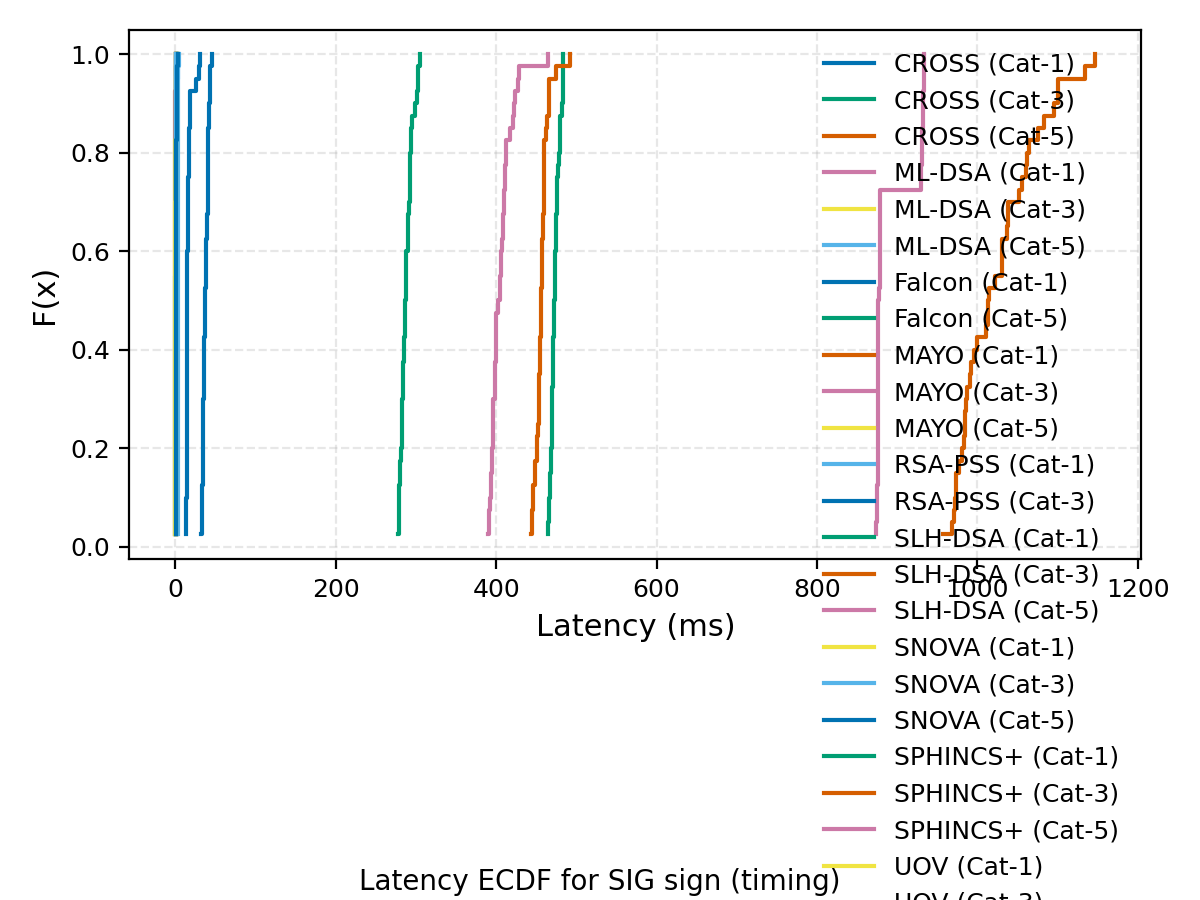 1.0
0.8
0.6
0.4
0.2
0.0
F(x)
0 200 400 600 800 1000 1200
Latency (ms)
CROSS (Cat-1)
CROSS (Cat-3)
CROSS (Cat-5)
ML-DSA (Cat-1)
ML-DSA (Cat-3)
ML-DSA (Cat-5)
Falcon (Cat-1)
Falcon (Cat-5)
MAYO (Cat-1)
MAYO (Cat-3)
MAYO (Cat-5)
RSA-PSS (Cat-1)
RSA-PSS (Cat-3)
SLH-DSA (Cat-1)
SLH-DSA (Cat-3)
SLH-DSA (Cat-5)
SNOVA (Cat-1)
SNOVA (Cat-3)
SNOVA (Cat-5)
SPHINCS+ (Cat-1)
SPHINCS+ (Cat-3)
SPHINCS+ (Cat-5)
UOV (Cat-1)
UOV (Cat-3)
Latency ECDF for SIG sign (timing)